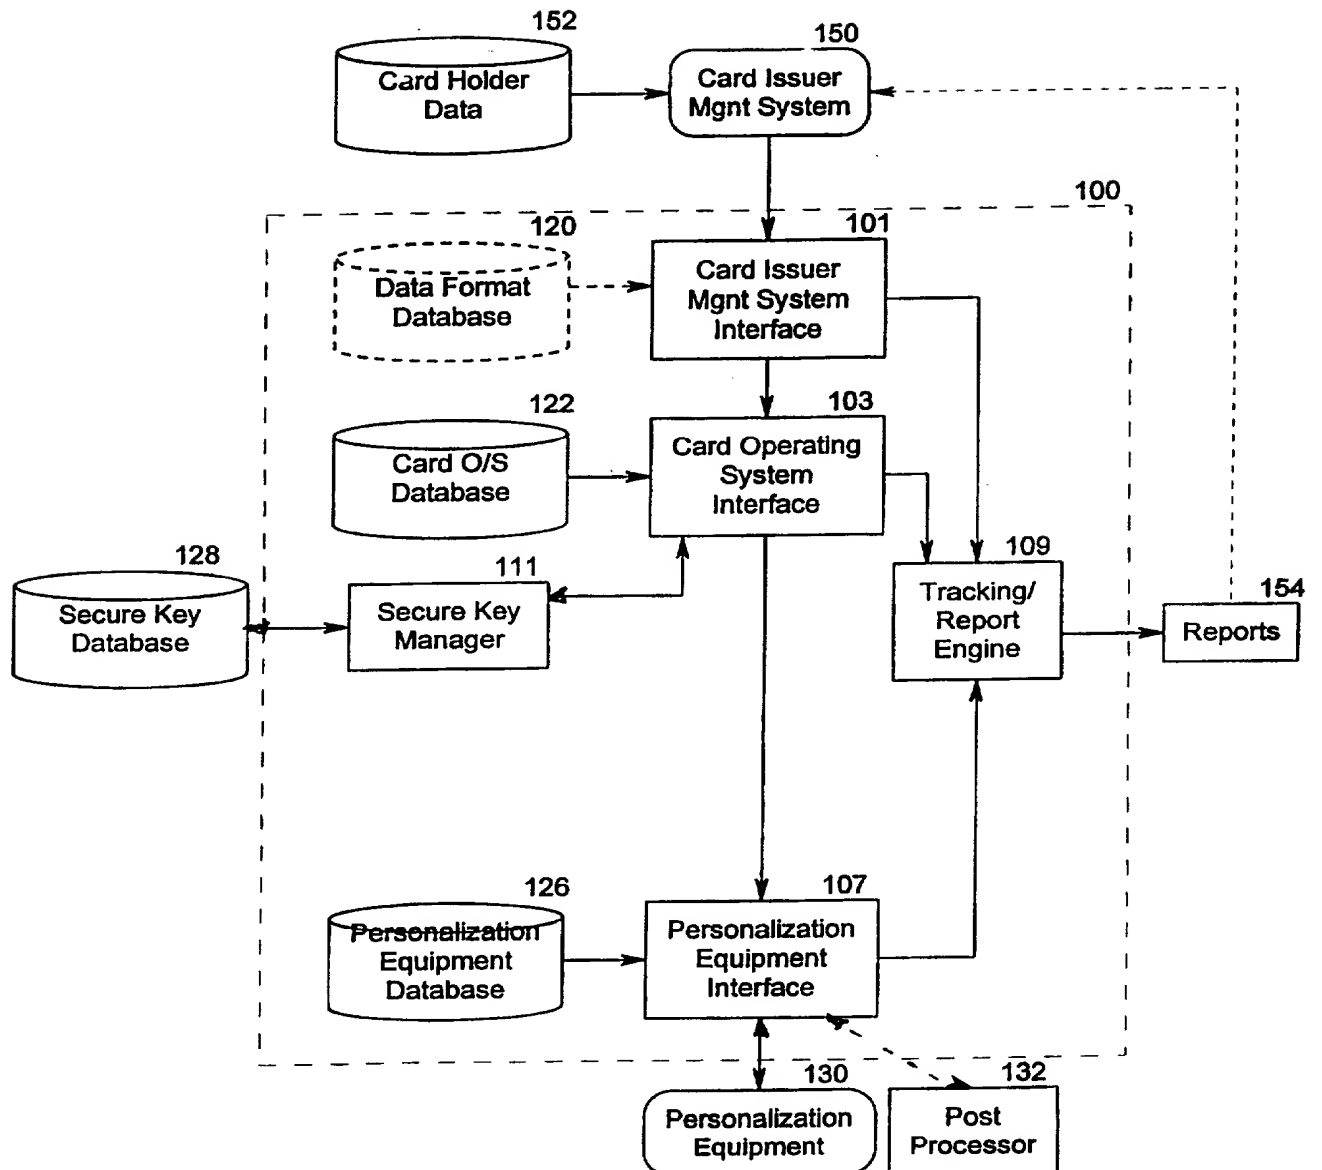 152
Card Holder
Data
150
Card Issuer
Mgnt System
100
120
Data Format
Database
101
Card Issuer
Mgnt System
Interface
122
Card O/S
Database
103
Card Operating
System
Interface
128
Secure Key
Database
111
Secure Key
Manager
109
Tracking/
Report
Engine
154
Reports
126
Personalization
Equipment
Database
107
Personalization
Equipment
Interface
130
Personalization
Equipment
132
Post
Processor